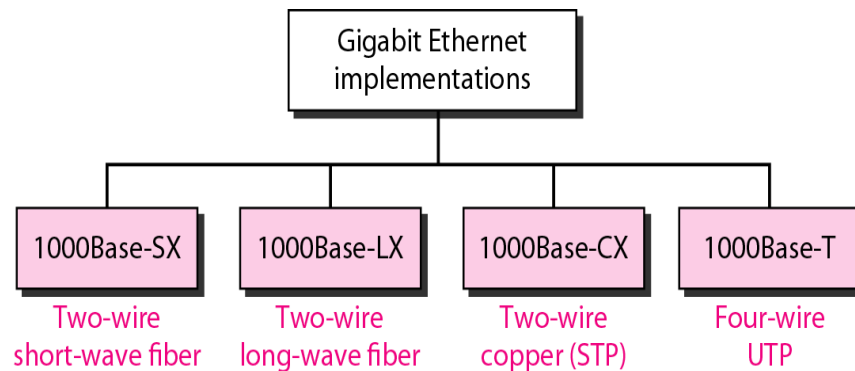 Gigabit Ethernet
implementations
1000Base-SX
1000Base-LX
1000Base-CX
1000Base-T
Two-wire
short-wave fiber
Two-wire
long-wave fiber
Two-wire
copper (STP)
Four-wire
UTP